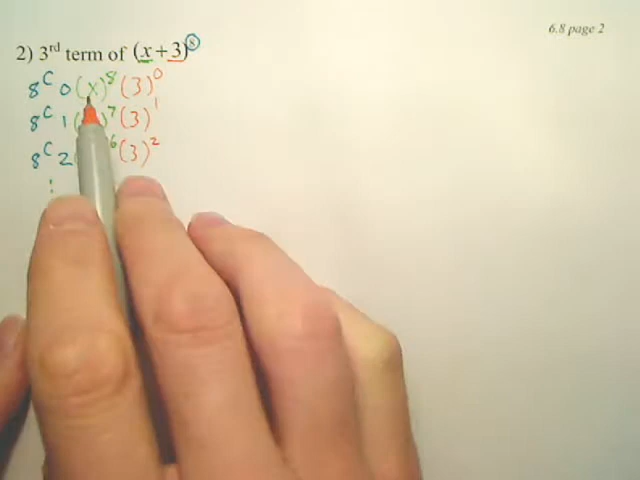 6.8 page 2
2) 3rd term of (x + 3)⁸
₈C₀(x)⁸(3)⁰
₈C₁( )⁷(3)¹
₈C₂ ⁶(3)²
⋮